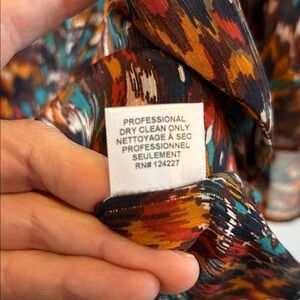 PROFESSIONAL
DRY CLEAN ONLY
NETTOYAGE À SEC
PROFESSIONNEL
SEULEMENT
RN# 124227